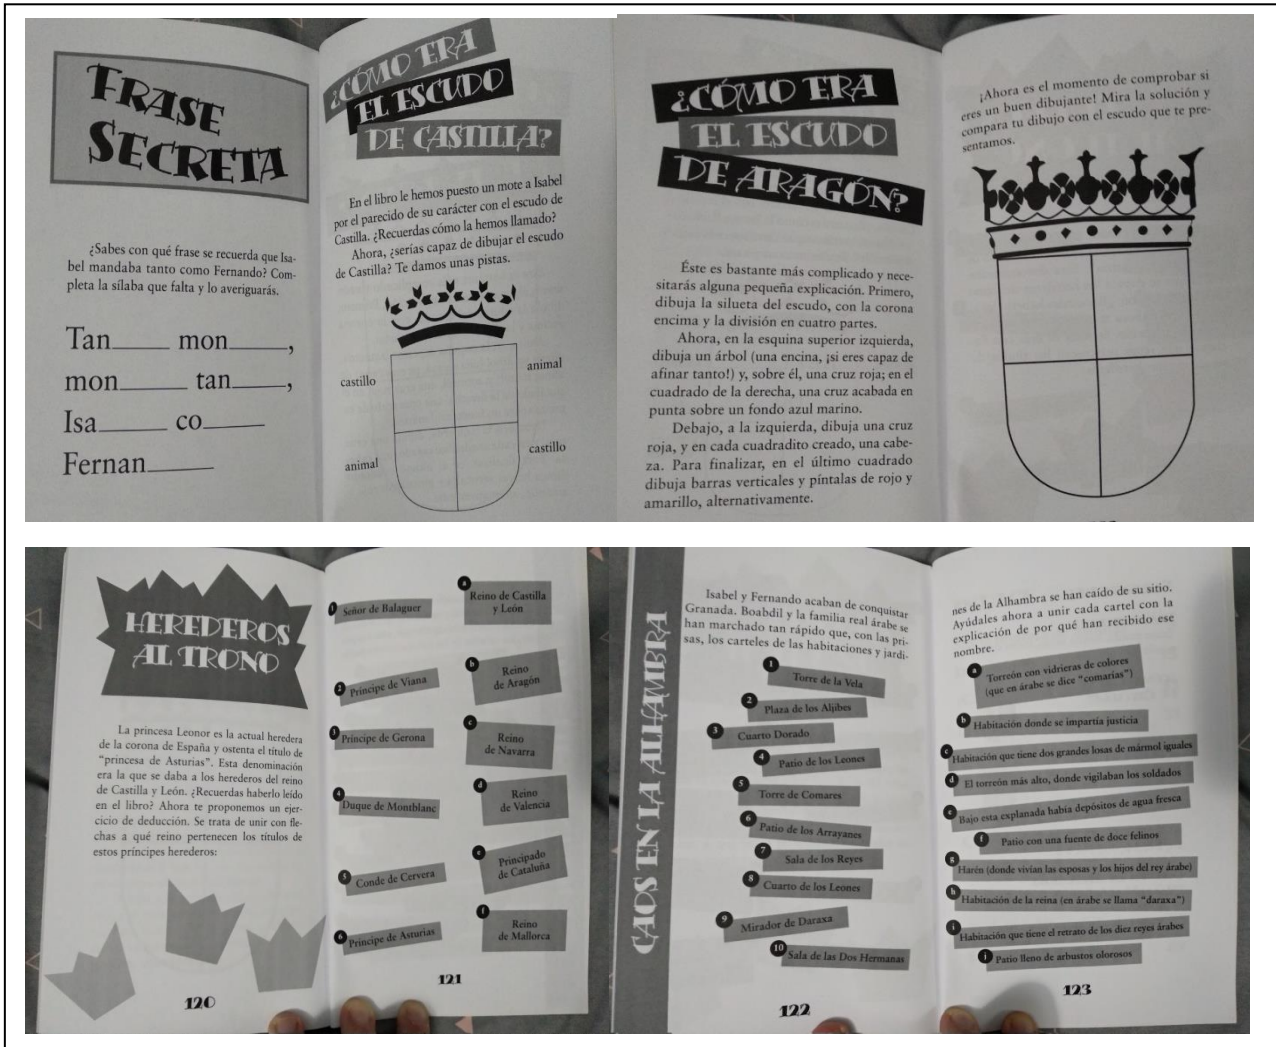 FRASE
SECRETA
¿Sabes con qué frase se recuerda que Isa-
bel mandaba tanto como Fernando? Com-
pleta la sílaba que falta y lo averiguarás.
Tan____ mon____,
mon____ tan____,
Isa____ co____
Fernan____
¿CÓMO ERA
EL ESCUDO
DE CASTILLA?
En el libro le hemos puesto un mote a Isabel
por el parecido de su carácter con el escudo de
Castilla. ¿Recuerdas cómo la hemos llamado?
Ahora, ¿serías capaz de dibujar el escudo
de Castilla? Te damos unas pistas.
castillo
animal
animal
castillo
¿CÓMO ERA
EL ESCUDO
DE ARAGÓN?
Éste es bastante más complicado y nece-
sitarás alguna pequeña explicación. Primero,
dibuja la silueta del escudo, con la corona
encima y la división en cuatro partes.
Ahora, en la esquina superior izquierda,
dibuja un árbol (una encina, ¡si eres capaz de
afinar tanto!) y, sobre él, una cruz roja; en el
cuadrado de la derecha, una cruz acabada en
punta sobre un fondo azul marino.
Debajo, a la izquierda, dibuja una cruz
roja, y en cada cuadradito creado, una cabe-
za. Para finalizar, en el último cuadrado
dibuja barras verticales y píntalas de rojo y
amarillo, alternativamente.
¡Ahora es el momento de comprobar si
eres un buen dibujante! Mira la solución y
compara tu dibujo con el escudo que te pre-
sentamos.
HEREDEROS
AL TRONO
La princesa Leonor es la actual heredera
de la corona de España y ostenta el título de
"princesa de Asturias". Esta denominación
era la que se daba a los herederos del reino
de Castilla y León. ¿Recuerdas haberlo leído
en el libro? Ahora te proponemos un ejer-
cicio de deducción. Se trata de unir con fle-
chas a qué reino pertenecen los títulos de
estos príncipes herederos:
120
1 Señor de Balaguer
2 Príncipe de Viana
3 Príncipe de Gerona
4 Duque de Montblanc
5 Conde de Cervera
6 Príncipe de Asturias
a Reino de Castilla
y León
b Reino
de Aragón
c Reino
de Navarra
d Reino
de Valencia
e Principado
de Cataluña
f Reino
de Mallorca
121
CAOS EN LA ALHAMBRA
Isabel y Fernando acaban de conquistar
Granada. Boabdil y la familia real árabe se
han marchado tan rápido que, con las pri-
sas, los carteles de las habitaciones y jardi-
1 Torre de la Vela
2 Plaza de los Aljibes
3 Cuarto Dorado
4 Patio de los Leones
5 Torre de Comares
6 Patio de los Arrayanes
7 Sala de los Reyes
8 Cuarto de los Leones
9 Mirador de Daraxa
10 Sala de las Dos Hermanas
122
nes de la Alhambra se han caído de su sitio.
Ayúdales ahora a unir cada cartel con la
explicación de por qué han recibido ese
nombre.
a Torreón con vidrieras de colores
(que en árabe se dice "comarías")
b Habitación donde se impartía justicia
c Habitación que tiene dos grandes losas de mármol iguales
d El torreón más alto, donde vigilaban los soldados
e Bajo esta explanada había depósitos de agua fresca
f Patio con una fuente de doce felinos
g Harén (donde vivían las esposas y los hijos del rey árabe)
h Habitación de la reina (en árabe se llama "daraxa")
i Habitación que tiene el retrato de los diez reyes árabes
j Patio lleno de arbustos olorosos
123